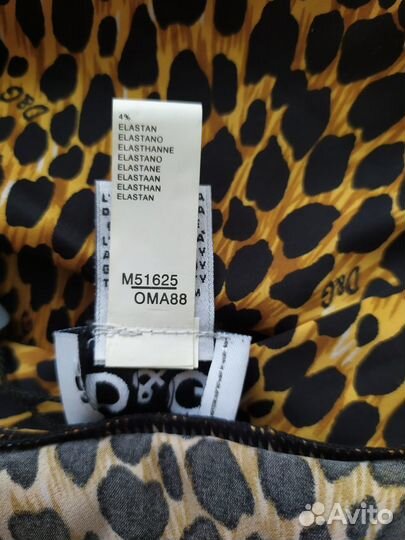 D&G
4%
ELASTAN
ELASTANO
ELASTHANNE
ELASTANO
ELASTANE
ELASTAAN
ELASTHAN
ELASTAN
M51625
OMA88
D&G
D&G
Avito